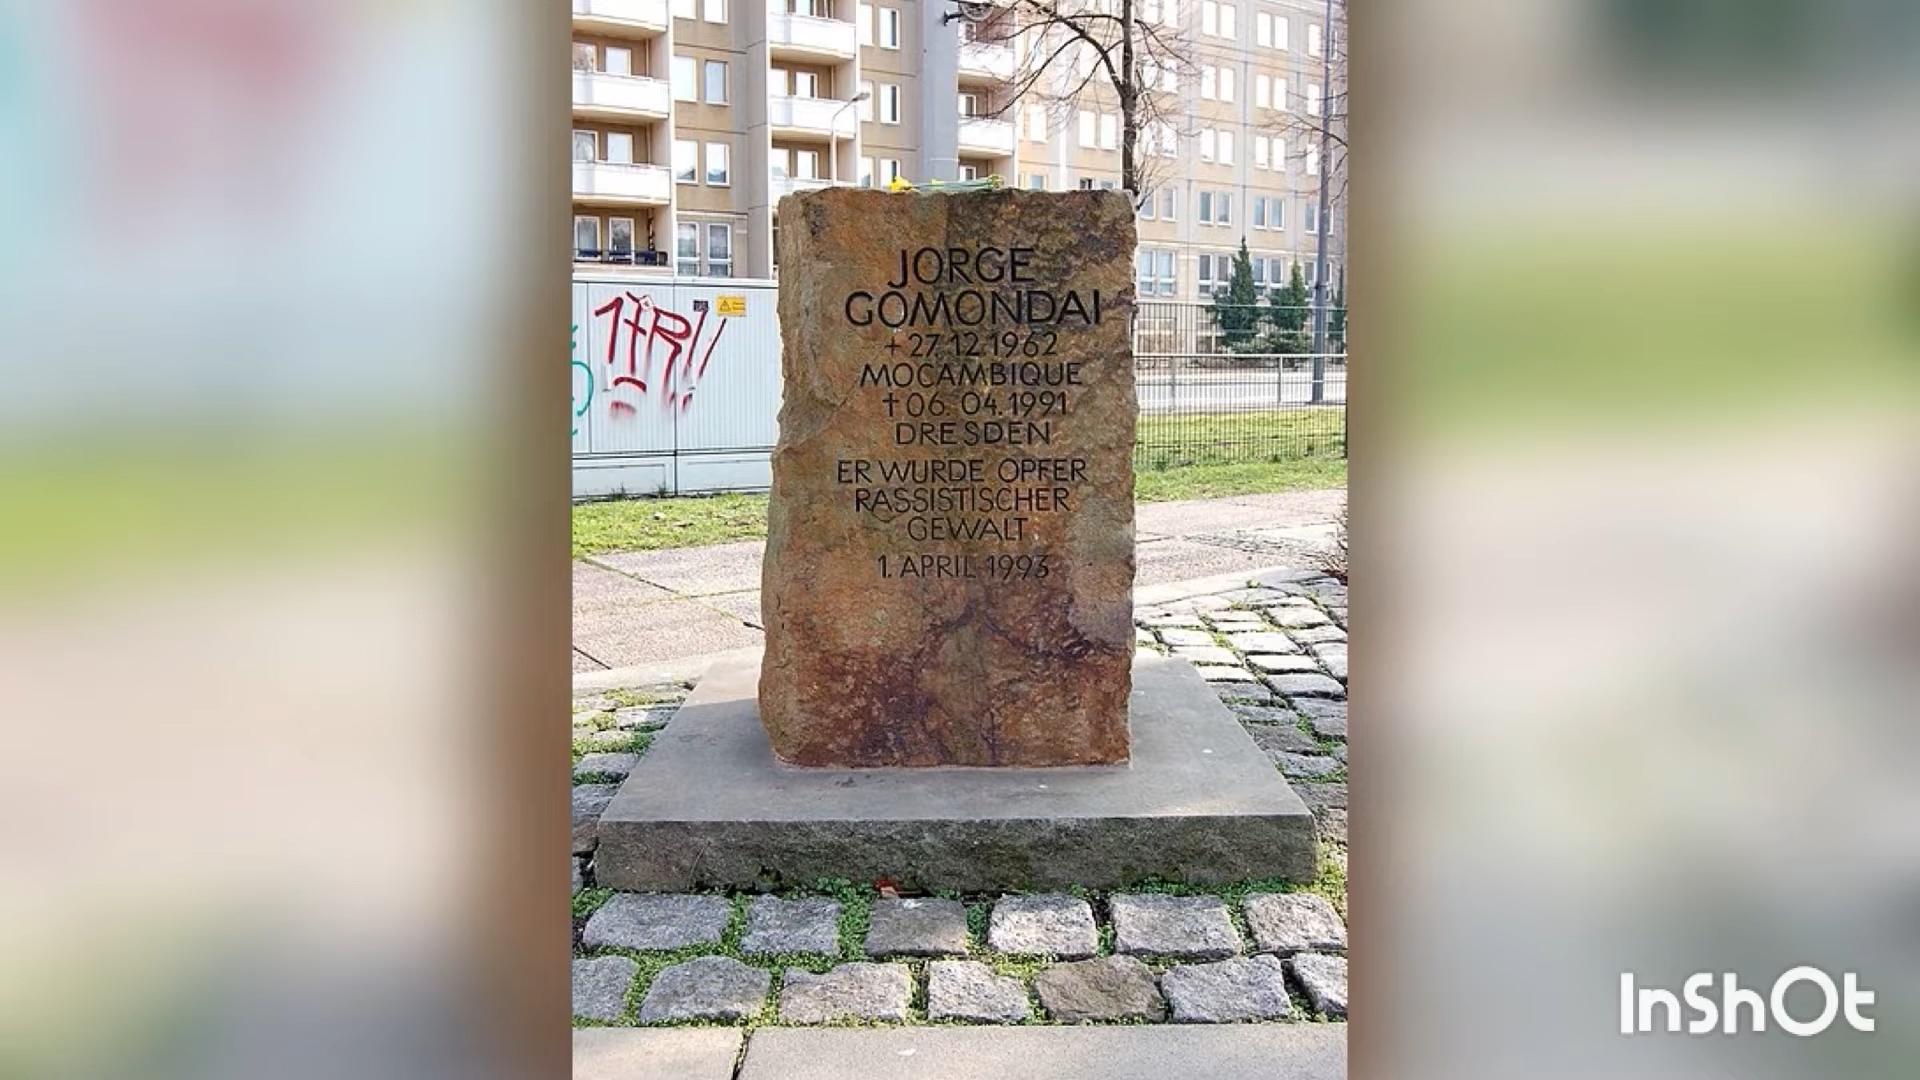 JORGE
GOMONDAI
+27.12.1962
MOCAMBIQUE
†06.04.1991
DRESDEN
ER WURDE OPFER
RASSISTISCHER
GEWALT
1. APRIL 1993
InShOt